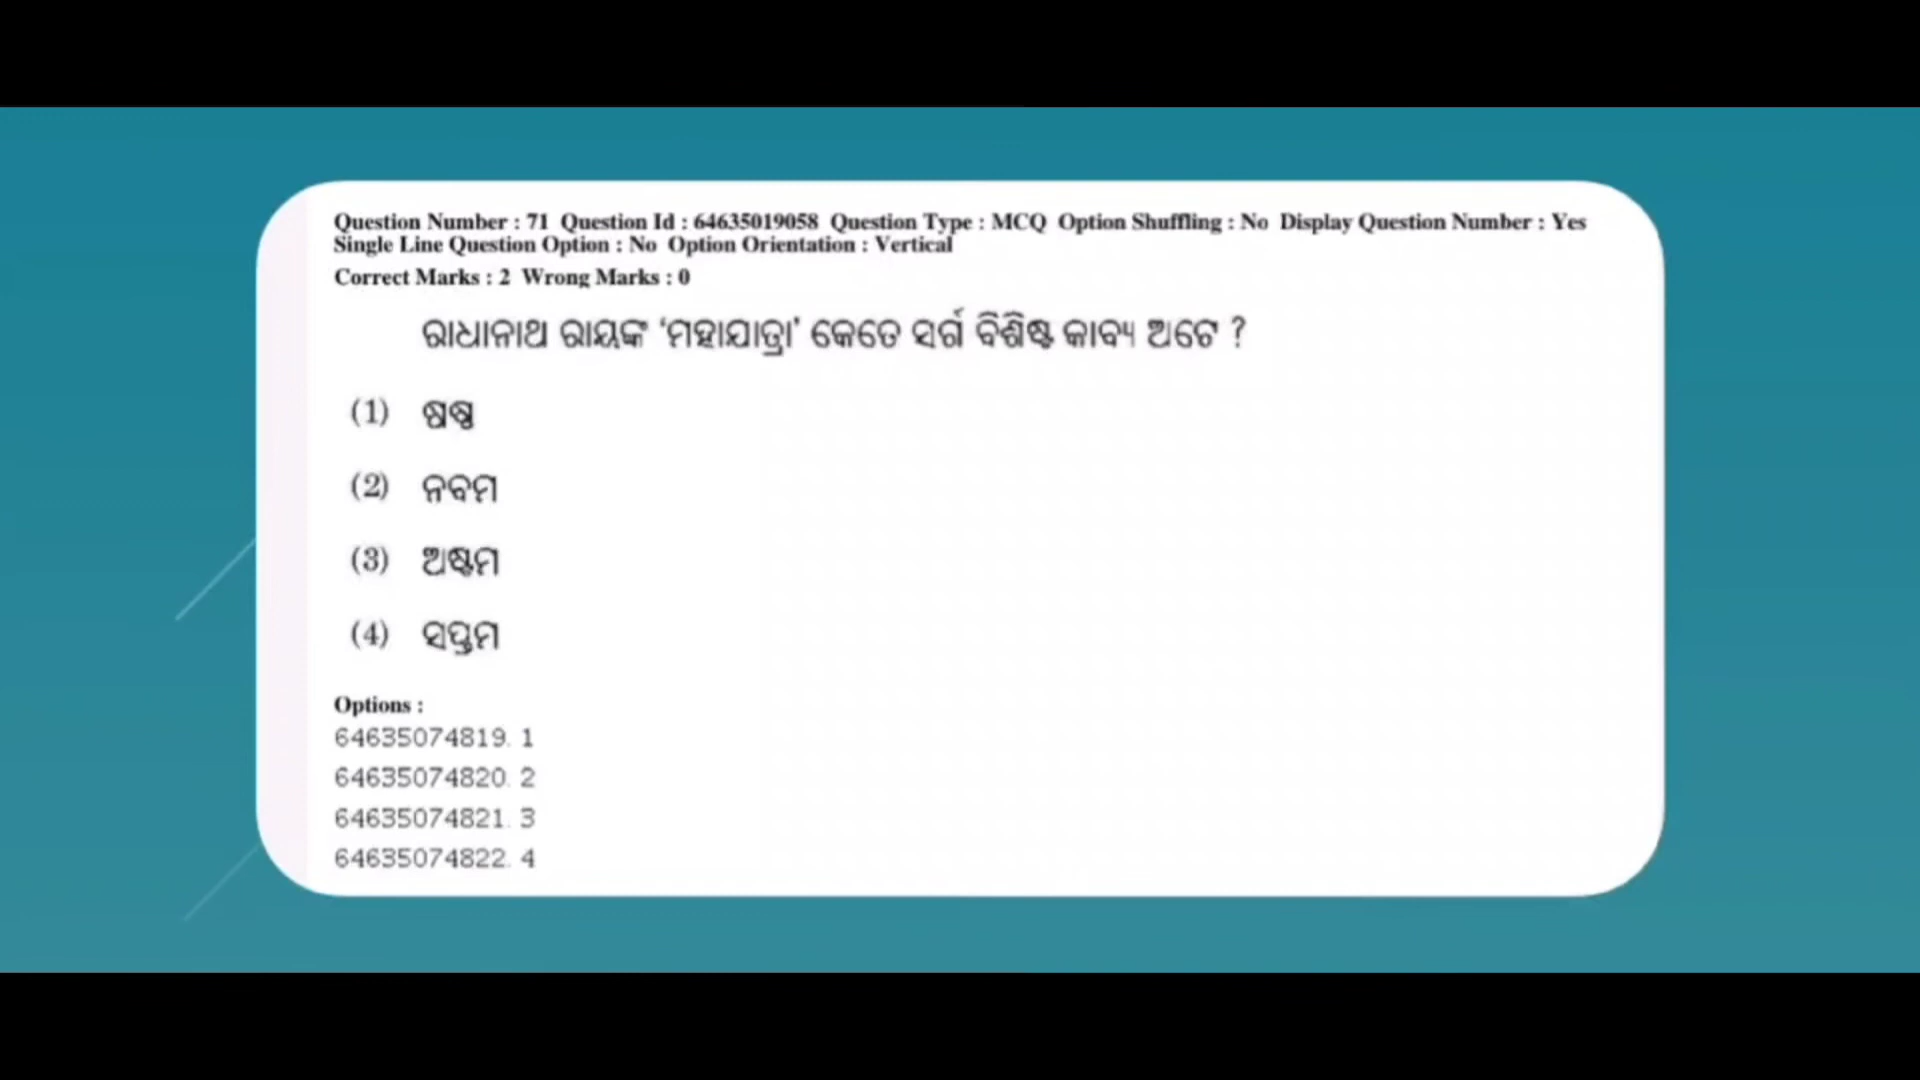 Question Number : 71 Question Id : 64635019058 Question Type : MCQ Option Shuffling : No Display Question Number : Yes
Single Line Question Option : No Option Orientation : Vertical
Correct Marks : 2 Wrong Marks : 0
ରାଧାନାଥ ରାୟଙ୍କ ‘ମହାଯାତ୍ରା’ କେତେ ସର୍ଗ ବିଶିଷ୍ଟ କାବ୍ୟ ଅଟେ ?
(1) ଷଷ୍ଠ
(2) ନବମ
(3) ଅଷ୍ଟମ
(4) ସପ୍ତମ
Options :
64635074819. 1
64635074820. 2
64635074821. 3
64635074822. 4